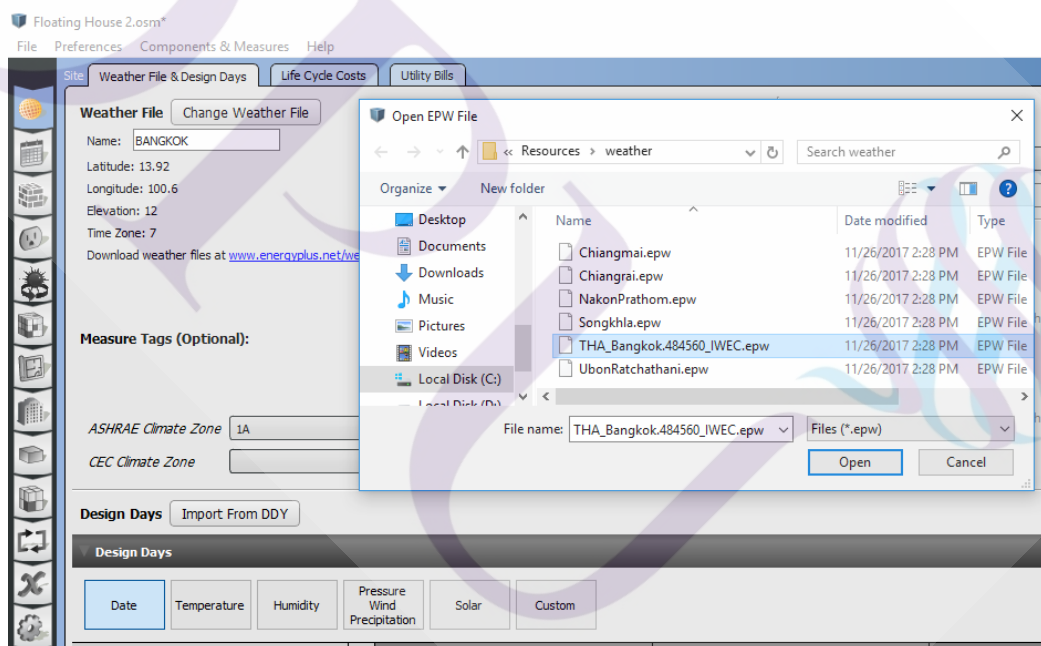 Floating House 2.osm*
File Preferences Components & Measures Help
Site Weather File & Design Days Life Cycle Costs Utility Bills
Weather File Change Weather File
Name: BANGKOK
Latitude: 13.92
Longitude: 100.6
Elevation: 12
Time Zone: 7
Download weather files at www.energyplus.net/we
Measure Tags (Optional):
ASHRAE Climate Zone 1A
CEC Climate Zone
Open EPW File
« Resources > weather
Search weather
Organize New folder
Desktop
Documents
Downloads
Music
Pictures
Videos
Local Disk (C:)
Local Disk (D:)
Name Date modified Type
Chiangmai.epw 11/26/2017 2:28 PM EPW File
Chiangrai.epw 11/26/2017 2:28 PM EPW File
NakonPrathom.epw 11/26/2017 2:28 PM EPW File
Songkhla.epw 11/26/2017 2:28 PM EPW File
THA_Bangkok.484560_IWEC.epw 11/26/2017 2:28 PM EPW File
UbonRatchathani.epw 11/26/2017 2:28 PM EPW File
File name: THA_Bangkok.484560_IWEC.epw Files (*.epw)
Open Cancel
Design Days Import From DDY
Design Days
Date Temperature Humidity Pressure Wind Precipitation Solar Custom